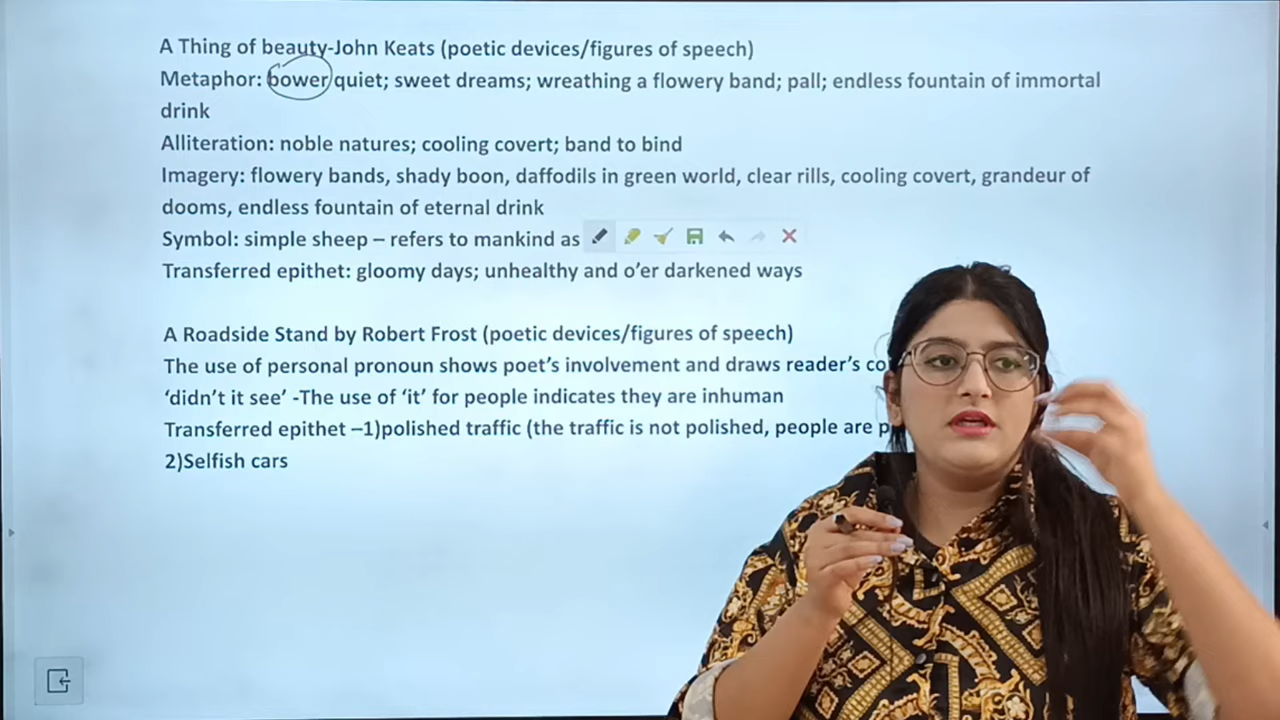 A Thing of beauty-John Keats (poetic devices/figures of speech)
Metaphor: bower quiet; sweet dreams; wreathing a flowery band; pall; endless fountain of immortal
drink
Alliteration: noble natures; cooling covert; band to bind
Imagery: flowery bands, shady boon, daffodils in green world, clear rills, cooling covert, grandeur of
dooms, endless fountain of eternal drink
Symbol: simple sheep – refers to mankind as
Transferred epithet: gloomy days; unhealthy and o’er darkened ways
A Roadside Stand by Robert Frost (poetic devices/figures of speech)
The use of personal pronoun shows poet’s involvement and draws reader’s
‘didn’t it see’ -The use of ‘it’ for people indicates they are inhuman
Transferred epithet –1)polished traffic (the traffic is not polished, people are
2)Selfish cars